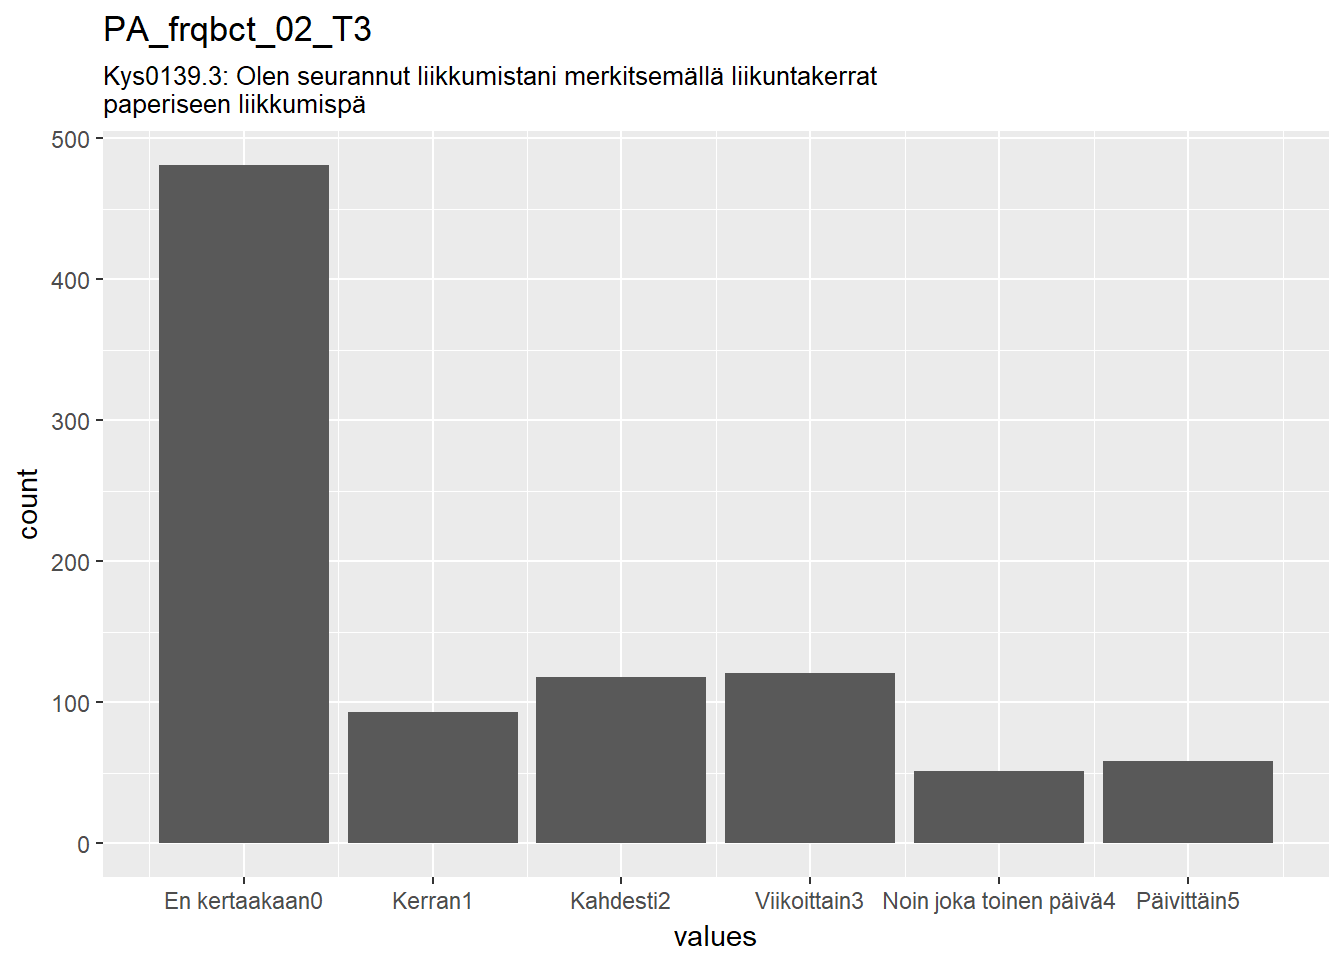 PA_frqbct_02_T3
Kys0139.3: Olen seurannut liikkumistani merkitsemällä liikuntakerrat
paperiseen liikkumispä
500
400
300
200
100
0
count
En kertaakaan0 Kerran1 Kahdesti2 Viikoittain3 Noin joka toinen päivä4 Päivittäin5
values